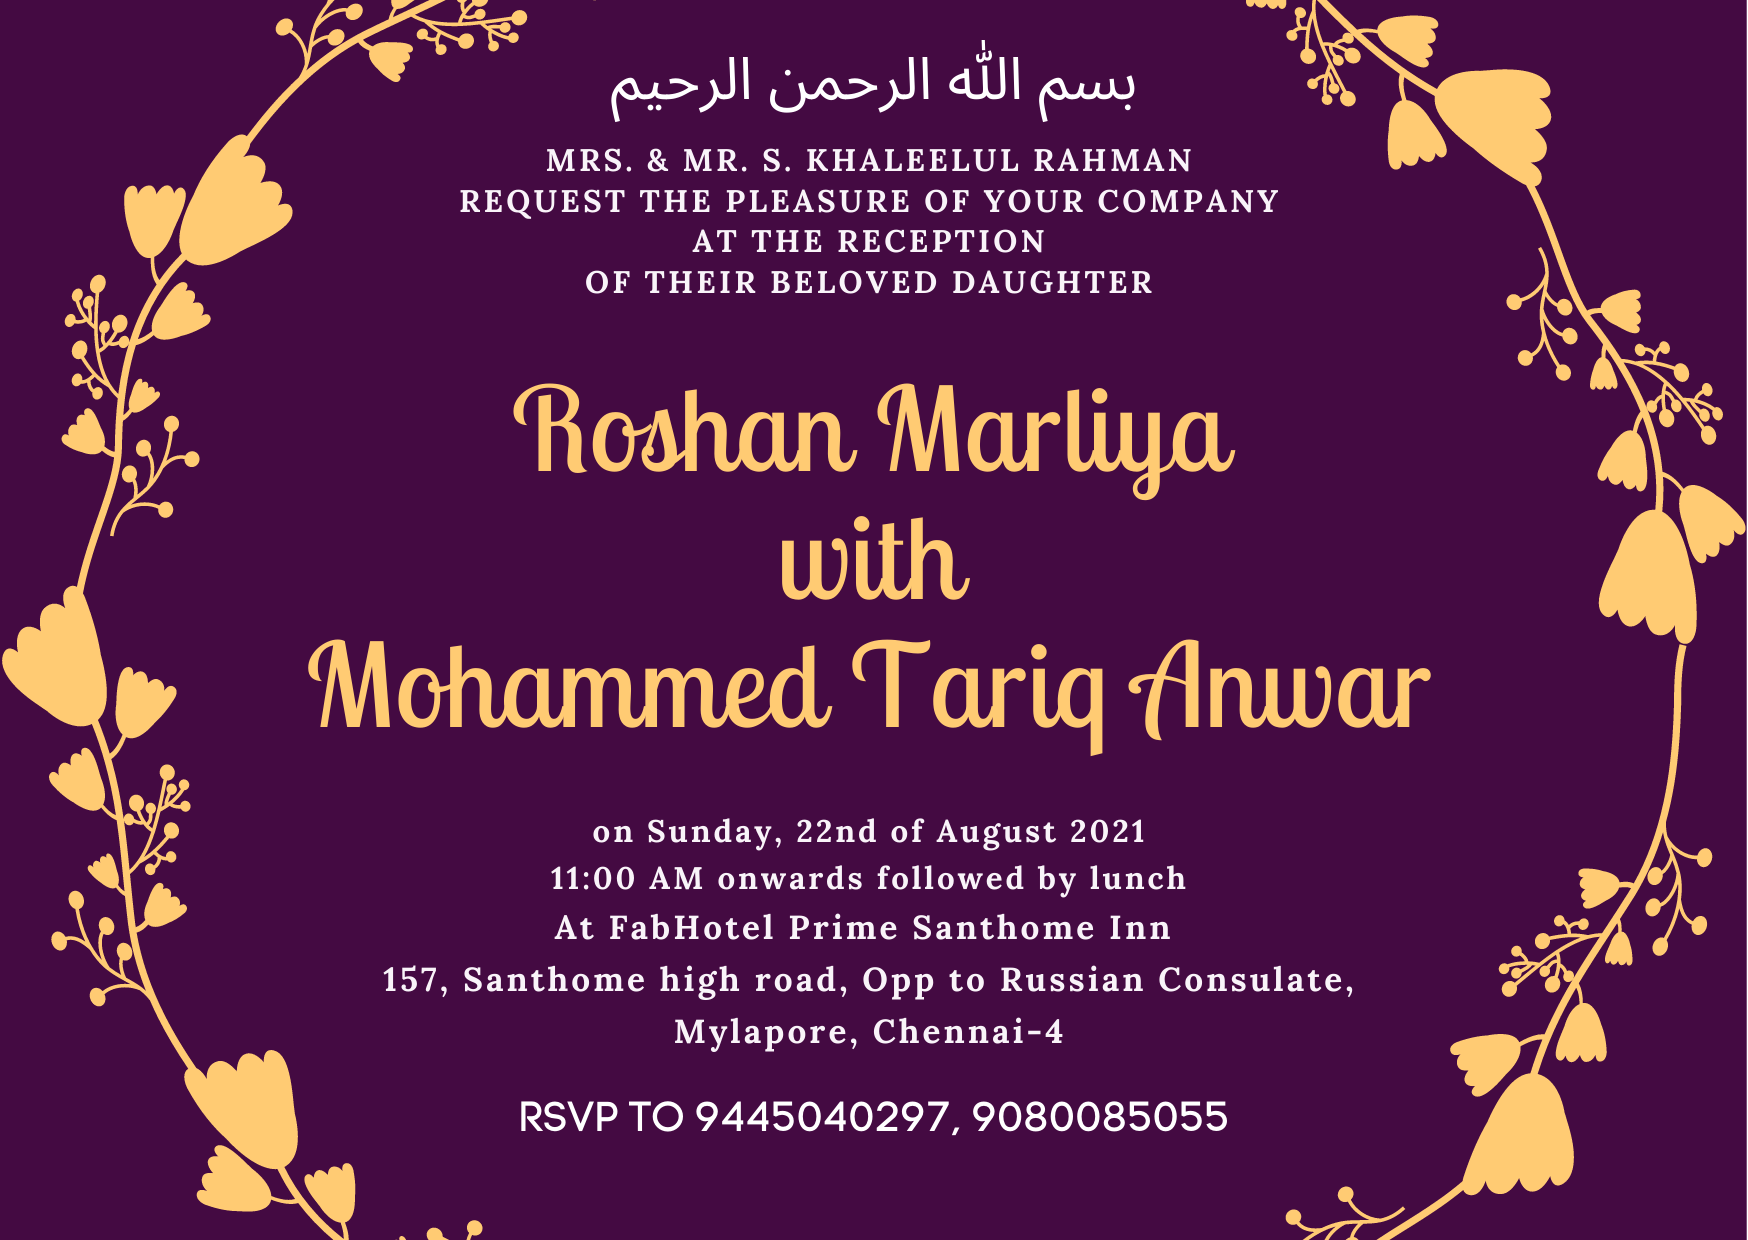 بسم الله الرحمن الرحيم
MRS. & MR. S. KHALEELUL RAHMAN
REQUEST THE PLEASURE OF YOUR COMPANY
AT THE RECEPTION
OF THEIR BELOVED DAUGHTER
Roshan Marliya
with
Mohammed Tariq Anwar
on Sunday, 22nd of August 2021
11:00 AM onwards followed by lunch
At FabHotel Prime Santhome Inn
157, Santhome high road, Opp to Russian Consulate,
Mylapore, Chennai-4
RSVP TO 9445040297, 9080085055